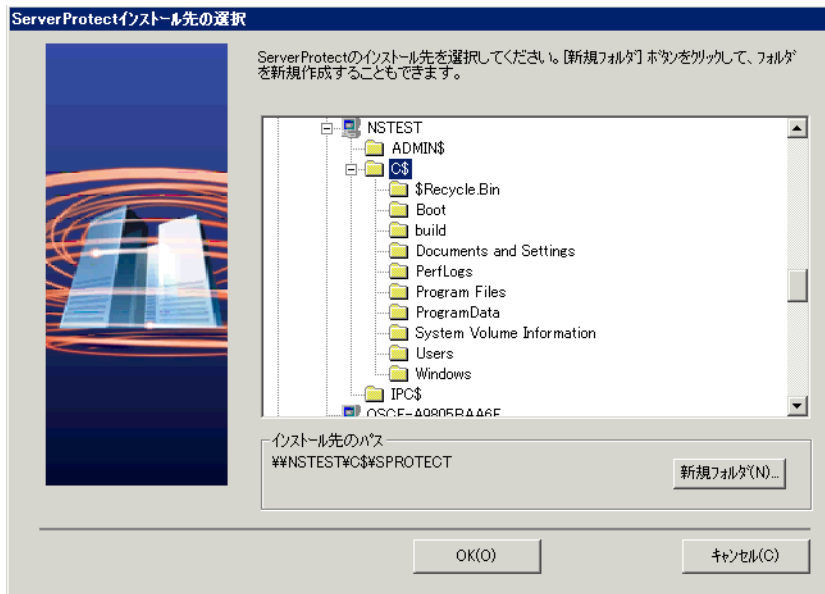 ServerProtectインストール先の選択
ServerProtectのインストール先を選択してください。[新規フォルダ] ボタンをクリックして、フォルダ
を新規作成することもできます。
NSTEST
ADMIN$
C$
$Recycle.Bin
Boot
build
Documents and Settings
PerfLogs
Program Files
ProgramData
System Volume Information
Users
Windows
IPC$
インストール先のパス
¥¥NSTEST¥C$¥SPROTECT
新規フォルダ(N)...
OK(O)
キャンセル(C)